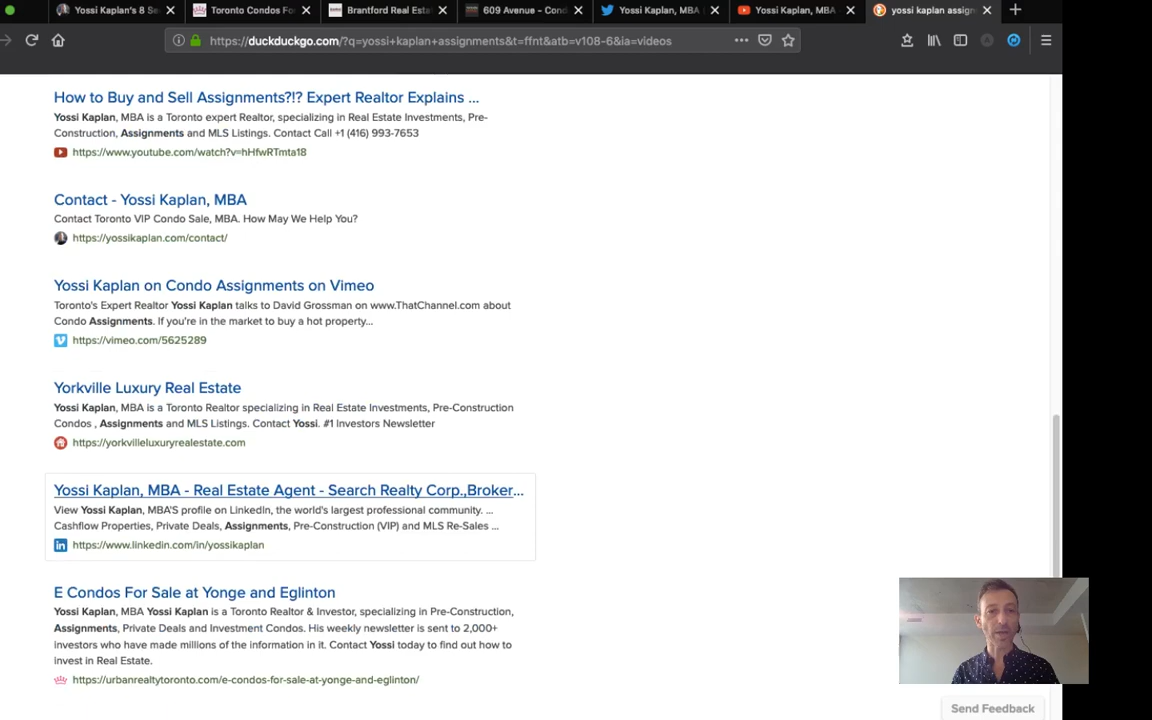 Yossi Kaplan's 8 Se
Toronto Condos Fo
Brantford Real Esta
609 Avenue - Cond
Yossi Kaplan, MBA
Yossi Kaplan, MBA
yossi kaplan assign
https://duckduckgo.com/?q=yossi+kaplan+assignments&t=ffnt&atb=v108-6&ia=videos
How to Buy and Sell Assignments?!? Expert Realtor Explains ...
Yossi Kaplan, MBA is a Toronto expert Realtor, specializing in Real Estate Investments, Pre-
Construction, Assignments and MLS Listings. Contact Call +1 (416) 993-7653
https://www.youtube.com/watch?v=hHfwRTmta18
Contact - Yossi Kaplan, MBA
Contact Toronto VIP Condo Sale, MBA. How May We Help You?
https://yossikaplan.com/contact/
Yossi Kaplan on Condo Assignments on Vimeo
Toronto's Expert Realtor Yossi Kaplan talks to David Grossman on www.ThatChannel.com about
Condo Assignments. If you're in the market to buy a hot property...
https://vimeo.com/5625289
Yorkville Luxury Real Estate
Yossi Kaplan, MBA is a Toronto Realtor specializing in Real Estate Investments, Pre-Construction
Condos , Assignments and MLS Listings. Contact Yossi. #1 Investors Newsletter
https://yorkvilleluxuryrealestate.com
Yossi Kaplan, MBA - Real Estate Agent - Search Realty Corp.,Broker...
View Yossi Kaplan, MBA'S profile on LinkedIn, the world's largest professional community. ...
Cashflow Properties, Private Deals, Assignments, Pre-Construction (VIP) and MLS Re-Sales ...
https://www.linkedin.com/in/yossikaplan
E Condos For Sale at Yonge and Eglinton
Yossi Kaplan, MBA Yossi Kaplan is a Toronto Realtor & Investor, specializing in Pre-Construction,
Assignments, Private Deals and Investment Condos. His weekly newsletter is sent to 2,000+
investors who have made millions of the information in it. Contact Yossi today to find out how to
invest in Real Estate.
https://urbanrealtytoronto.com/e-condos-for-sale-at-yonge-and-eglinton/
Send Feedback